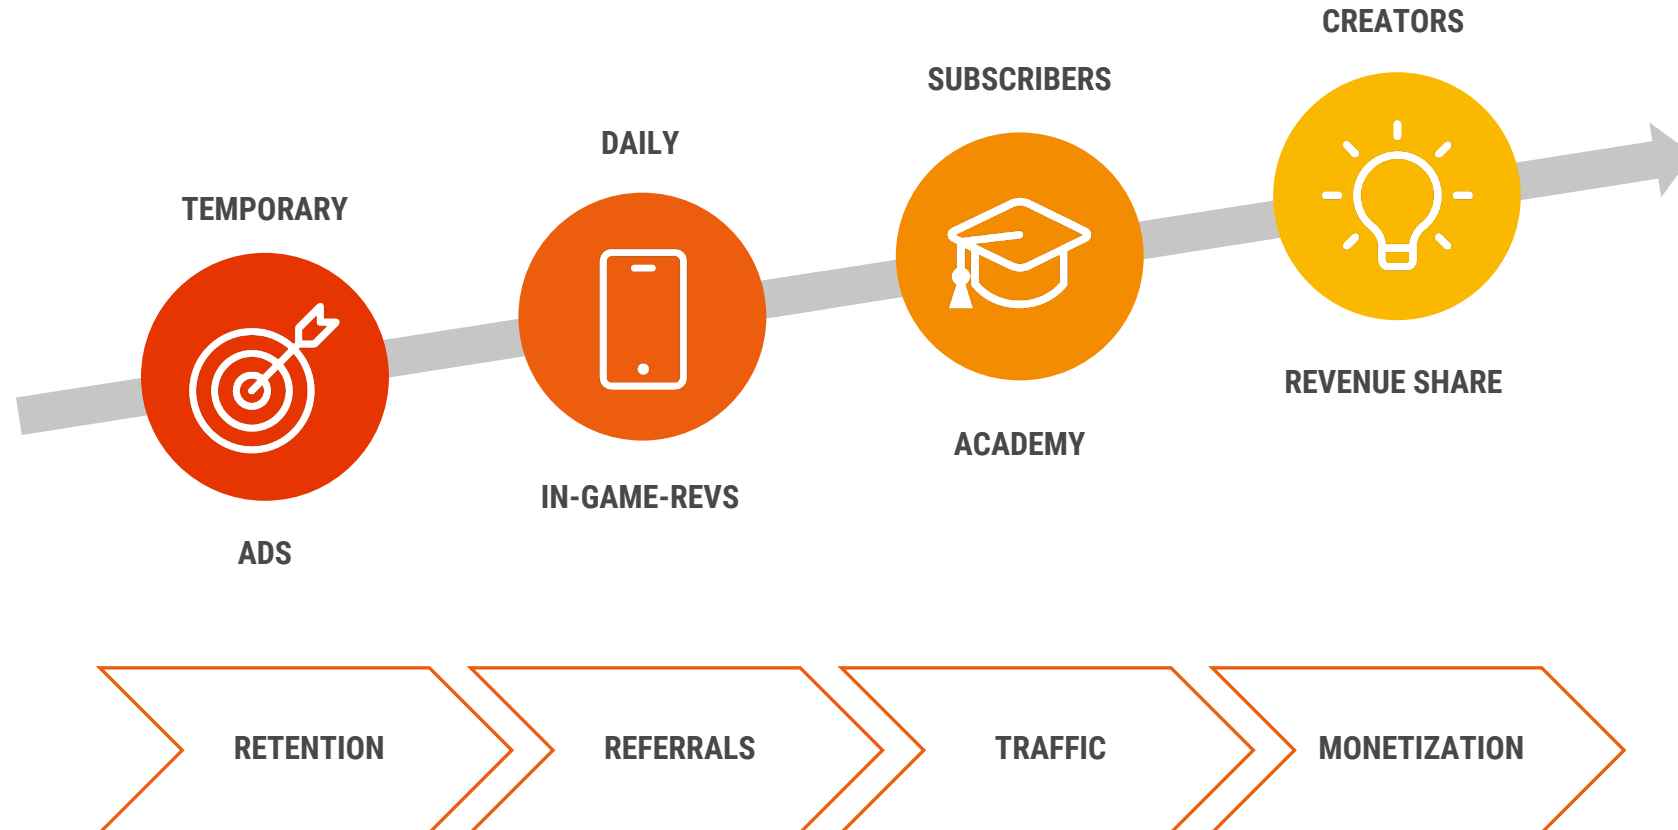 TEMPORARY
ADS
DAILY
IN-GAME-REVS
SUBSCRIBERS
ACADEMY
CREATORS
REVENUE SHARE
RETENTION
REFERRALS
TRAFFIC
MONETIZATION